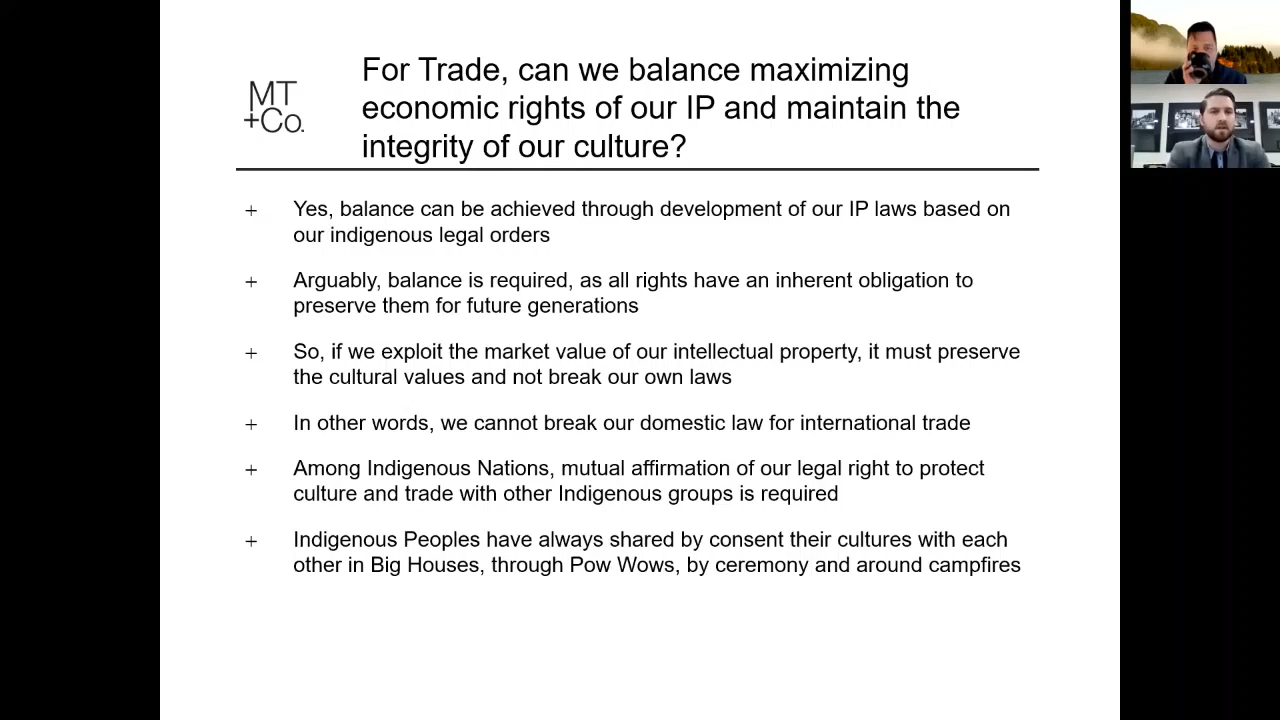 MT
+Co.
For Trade, can we balance maximizing
economic rights of our IP and maintain the
integrity of our culture?
+ Yes, balance can be achieved through development of our IP laws based on
our indigenous legal orders
+ Arguably, balance is required, as all rights have an inherent obligation to
preserve them for future generations
+ So, if we exploit the market value of our intellectual property, it must preserve
the cultural values and not break our own laws
+ In other words, we cannot break our domestic law for international trade
+ Among Indigenous Nations, mutual affirmation of our legal right to protect
culture and trade with other Indigenous groups is required
+ Indigenous Peoples have always shared by consent their cultures with each
other in Big Houses, through Pow Wows, by ceremony and around campfires